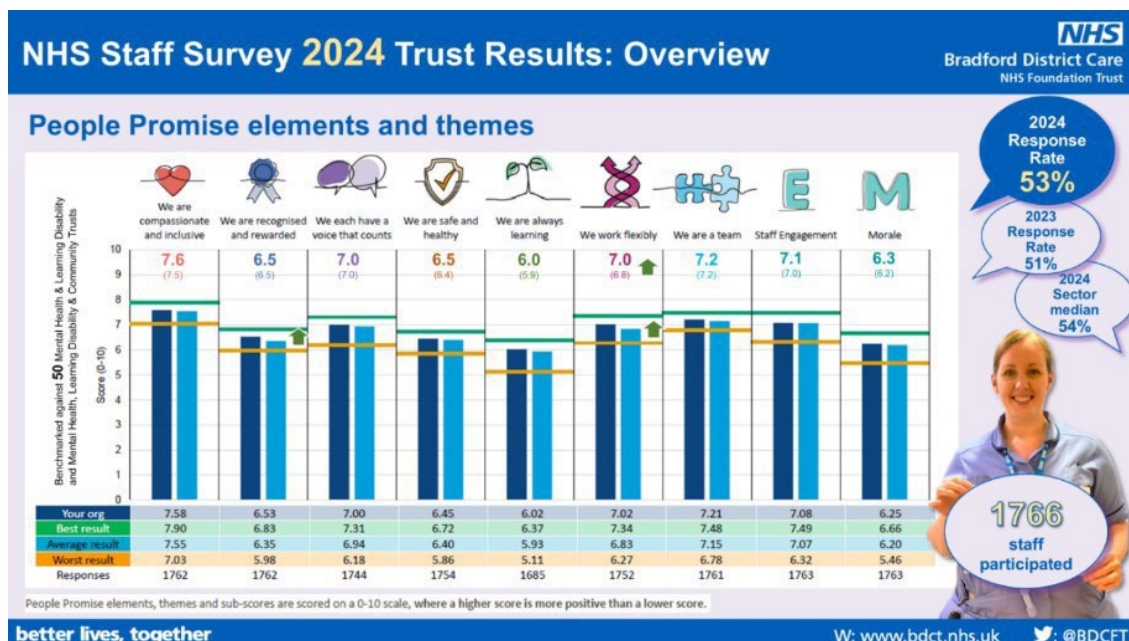 NHS Staff Survey 2024 Trust Results: Overview
NHS
Bradford District Care
NHS Foundation Trust
People Promise elements and themes
2024
Response
Rate
53%
2023
Response
Rate
51%
2024
Sector
median
54%
We are
compassionate
and inclusive
We are recognised
and rewarded
We each have a
voice that counts
We are safe and
healthy
We are always
learning
We work flexibly
We are a team
Staff Engagement
Morale
E
M
Benchmarked against 50 Mental Health & Learning Disability
and Mental Health, Learning Disability & Community Trusts
Score (0-10)
10
9
8
7
6
5
4
3
2
1
0
7.6 6.5 7.0 6.5 6.0 7.0 7.2 7.1 6.3
(7.5) (6.5) (7.0) (6.4) (5.9) (6.8) (7.2) (7.0) (6.2)
Your org 7.58 6.53 7.00 6.45 6.02 7.02 7.21 7.08 6.25
Best result 7.90 6.83 7.31 6.72 6.37 7.34 7.48 7.49 6.66
Average result 7.55 6.35 6.94 6.40 5.93 6.83 7.15 7.07 6.20
Worst result 7.03 5.98 6.18 5.86 5.11 6.27 6.78 6.32 5.46
Responses 1762 1762 1744 1754 1685 1752 1761 1763 1763
1766
staff
participated
People Promise elements, themes and sub-scores are scored on a 0-10 scale, where a higher score is more positive than a lower score.
better lives, together
W: www.bdct.nhs.uk
: @BDCFT